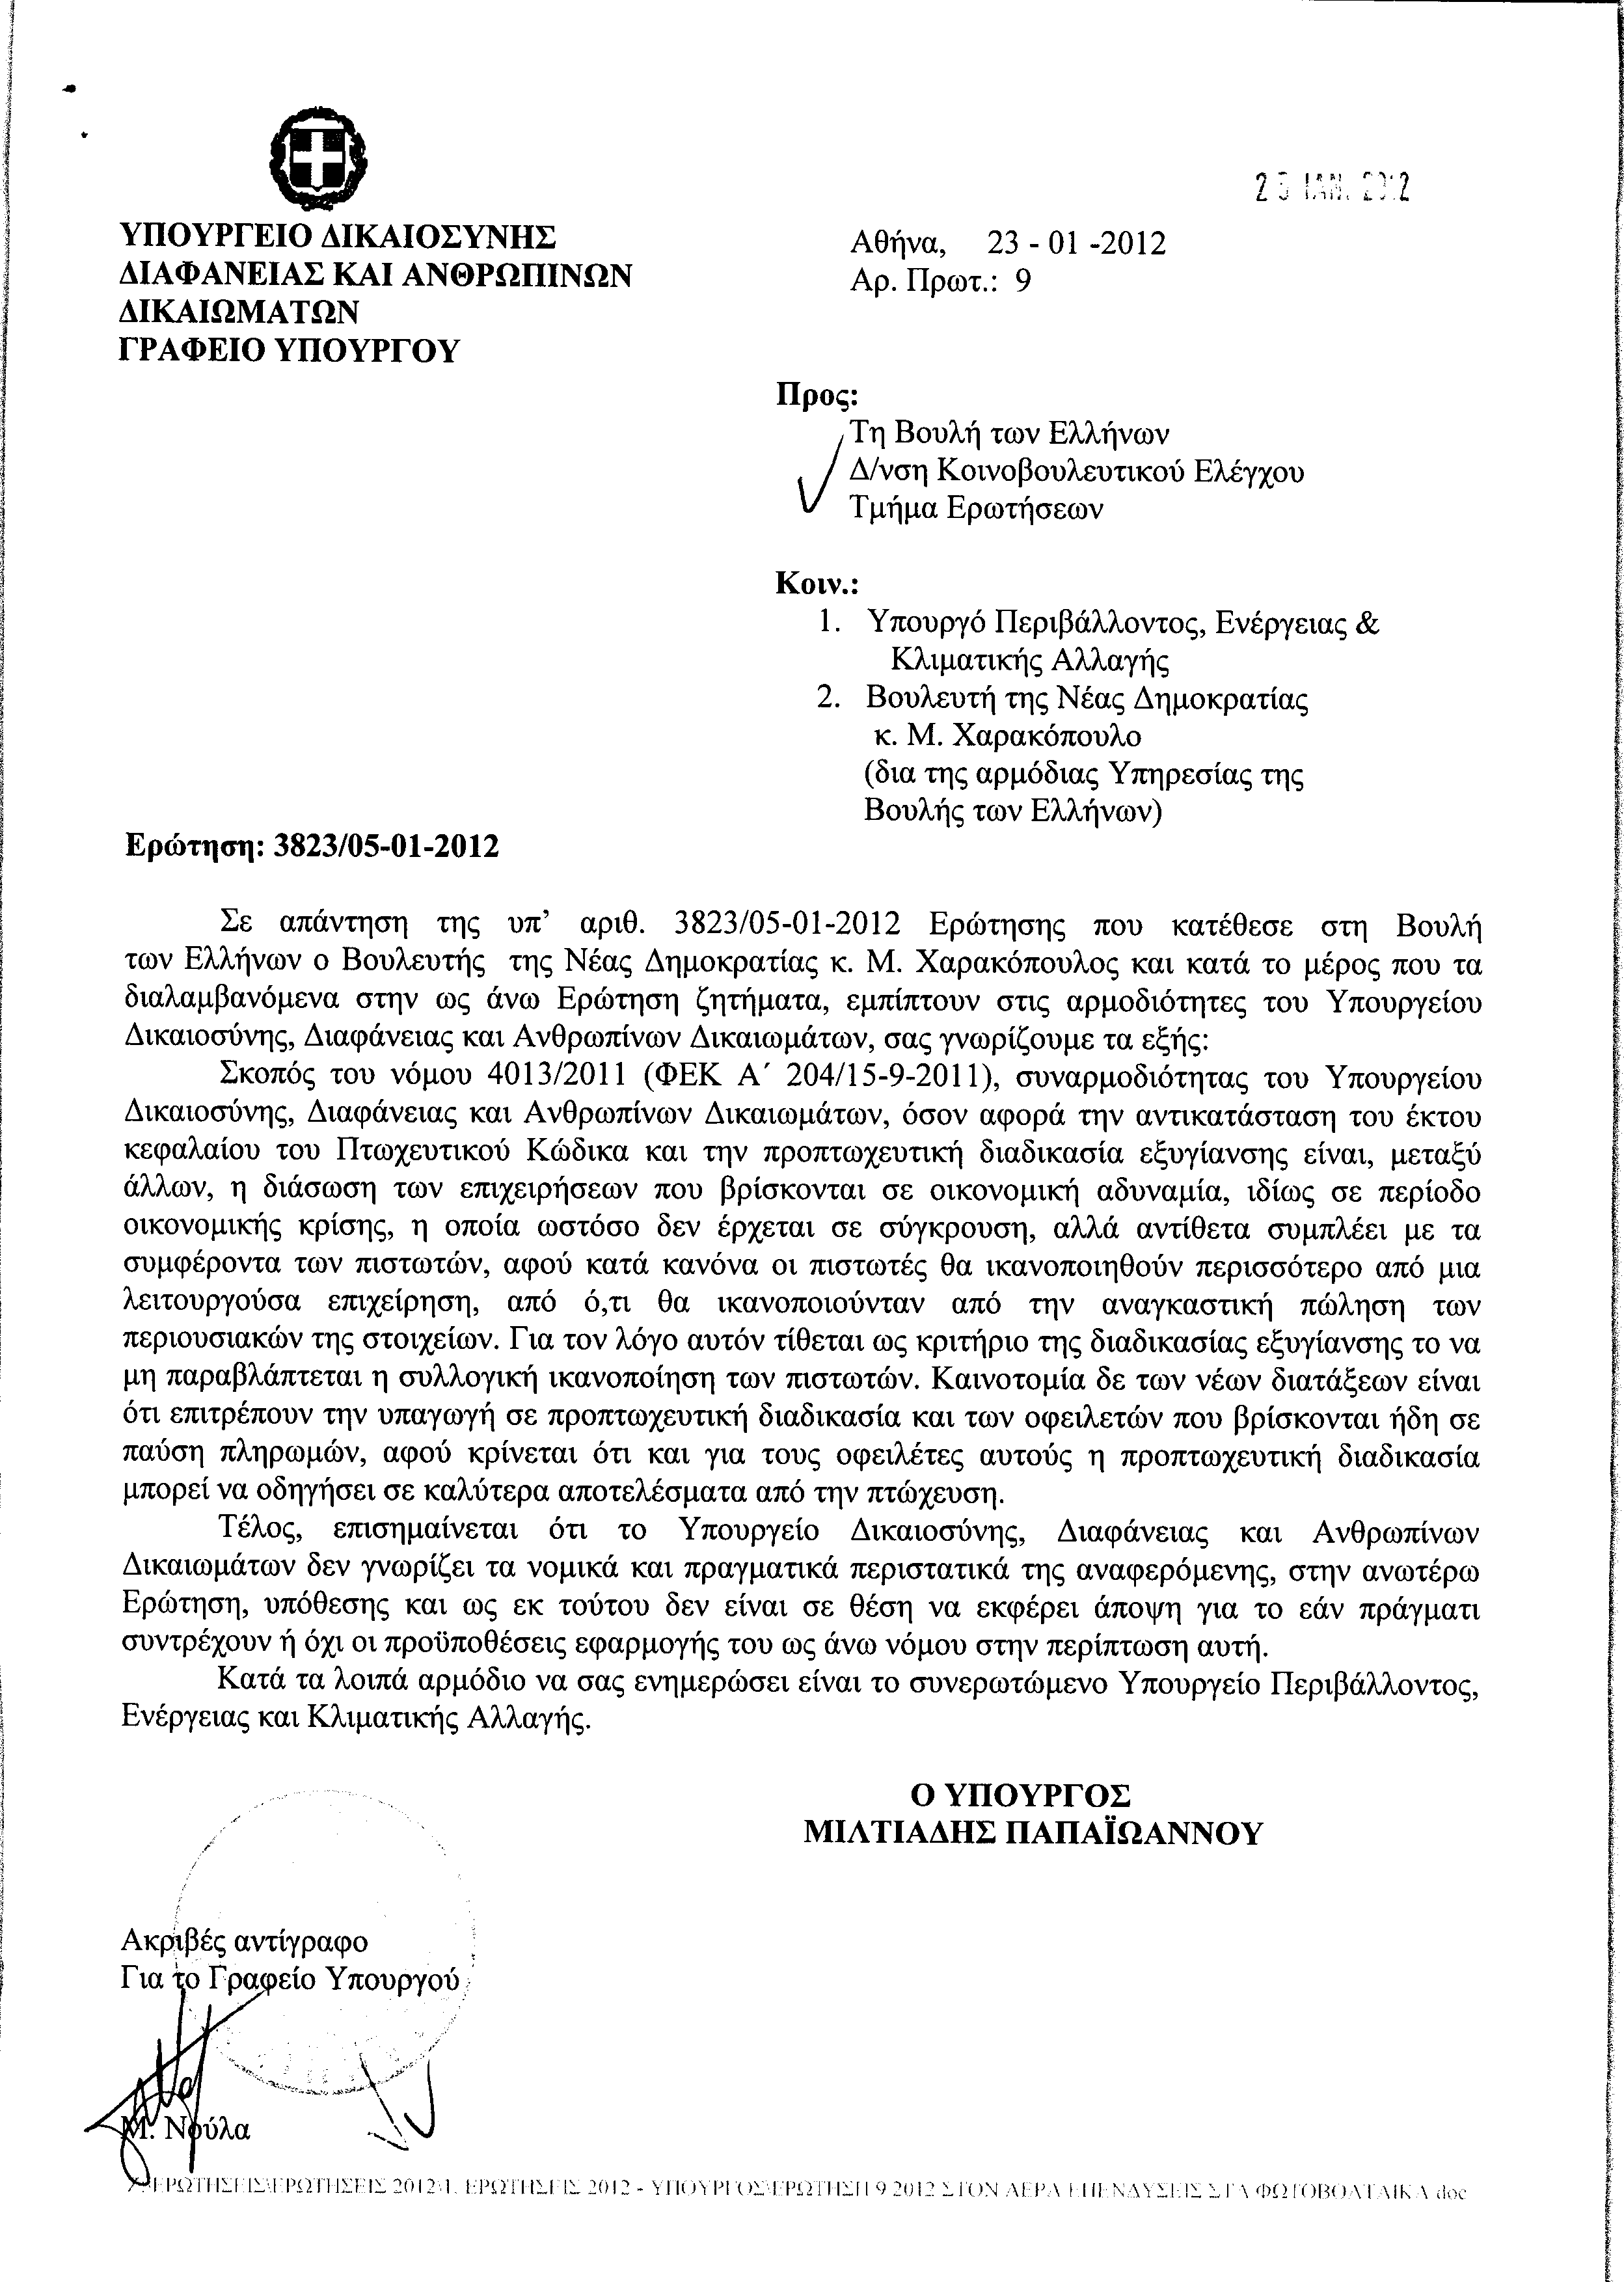 2 ΙΑΝ. 2012
ΥΠΟΥΡΓΕΙΟ ΔΙΚΑΙΟΣΥΝΗΣ
ΔΙΑΦΑΝΕΙΑΣ ΚΑΙ ΑΝΘΡΩΠΙΝΩΝ
ΔΙΚΑΙΩΜΑΤΩΝ
ΓΡΑΦΕΙΟ ΥΠΟΥΡΓΟΥ
Αθήνα, 23 - 01 -2012
Αρ. Πρωτ.: 9
Προς:
Τη Βουλή των Ελλήνων
Δ/νση Κοινοβουλευτικού Ελέγχου
Τμήμα Ερωτήσεων
Κοιν.:
1. Υπουργό Περιβάλλοντος, Ενέργειας &
Κλιματικής Αλλαγής
2. Βουλευτή της Νέας Δημοκρατίας
κ. Μ. Χαρακόπουλο
(δια της αρμόδιας Υπηρεσίας της
Βουλής των Ελλήνων)
Ερώτηση: 3823/05-01-2012
Σε απάντηση της υπ’ αριθ. 3823/05-01-2012 Ερώτησης που κατέθεσε στη Βουλή
των Ελλήνων ο Βουλευτής της Νέας Δημοκρατίας κ. Μ. Χαρακόπουλος και κατά το μέρος που τα
διαλαμβανόμενα στην ως άνω Ερώτηση ζητήματα, εμπίπτουν στις αρμοδιότητες του Υπουργείου
Δικαιοσύνης, Διαφάνειας και Ανθρωπίνων Δικαιωμάτων, σας γνωρίζουμε τα εξής:
Σκοπός του νόμου 4013/2011 (ΦΕΚ Α΄ 204/15-9-2011), συναρμοδιότητας του Υπουργείου
Δικαιοσύνης, Διαφάνειας και Ανθρωπίνων Δικαιωμάτων, όσον αφορά την αντικατάσταση του έκτου
κεφαλαίου του Πτωχευτικού Κώδικα και την προπτωχευτική διαδικασία εξυγίανσης είναι, μεταξύ
άλλων, η διάσωση των επιχειρήσεων που βρίσκονται σε οικονομική αδυναμία, ιδίως σε περίοδο
οικονομικής κρίσης, η οποία ωστόσο δεν έρχεται σε σύγκρουση, αλλά αντίθετα συμπλέει με τα
συμφέροντα των πιστωτών, αφού κατά κανόνα οι πιστωτές θα ικανοποιηθούν περισσότερο από μια
λειτουργούσα επιχείρηση, από ό,τι θα ικανοποιούνταν από την αναγκαστική πώληση των
περιουσιακών της στοιχείων. Για τον λόγο αυτόν τίθεται ως κριτήριο της διαδικασίας εξυγίανσης το να
μη παραβλάπτεται η συλλογική ικανοποίηση των πιστωτών. Καινοτομία δε των νέων διατάξεων είναι
ότι επιτρέπουν την υπαγωγή σε προπτωχευτική διαδικασία και των οφειλετών που βρίσκονται ήδη σε
παύση πληρωμών, αφού κρίνεται ότι και για τους οφειλέτες αυτούς η προπτωχευτική διαδικασία
μπορεί να οδηγήσει σε καλύτερα αποτελέσματα από την πτώχευση.
Τέλος, επισημαίνεται ότι το Υπουργείο Δικαιοσύνης, Διαφάνειας και Ανθρωπίνων
Δικαιωμάτων δεν γνωρίζει τα νομικά και πραγματικά περιστατικά της αναφερόμενης, στην ανωτέρω
Ερώτηση, υπόθεσης και ως εκ τούτου δεν είναι σε θέση να εκφέρει άποψη για το εάν πράγματι
συντρέχουν ή όχι οι προϋποθέσεις εφαρμογής του ως άνω νόμου στην περίπτωση αυτή.
Κατά τα λοιπά αρμόδιο να σας ενημερώσει είναι το συνερωτώμενο Υπουργείο Περιβάλλοντος,
Ενέργειας και Κλιματικής Αλλαγής.
Ο ΥΠΟΥΡΓΟΣ
ΜΙΛΤΙΑΔΗΣ ΠΑΠΑΪΩΑΝΝΟΥ
Ακριβές αντίγραφο
Για το Γραφείο Υπουργού
Μ. Νούλα
ΕΡΩΤΗΣΕΙΣ\ΕΡΩΤΗΣΕΙΣ 2012\1. ΕΡΩΤΗΣΕΙΣ 2012 - ΥΠΟΥΡΓΟΣ\ΕΡΩΤΗΣΗ 9 2012 ΣΤΟΝ ΑΕΡΑ ΕΠΕΝΔΥΣΕΙΣ ΣΤΑ ΦΩΤΟΒΟΛΤΑΙΚΑ doc